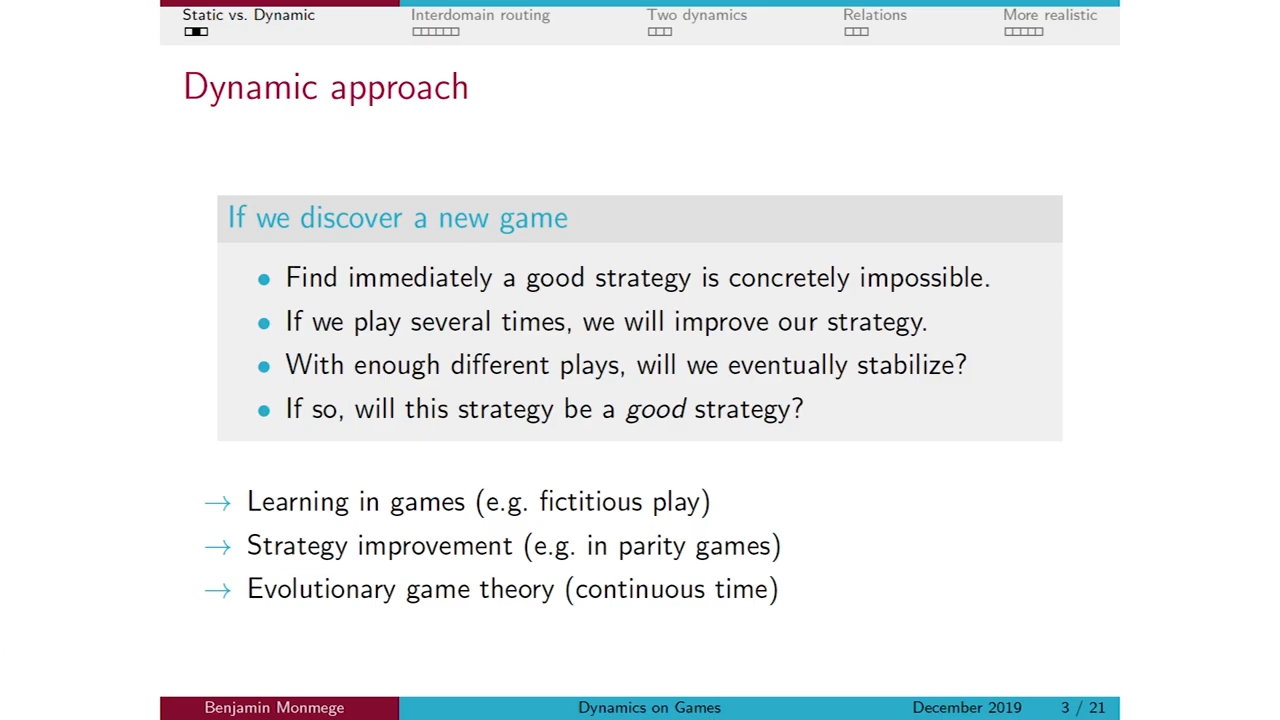 Static vs. Dynamic Interdomain routing Two dynamics Relations More realistic
Dynamic approach
If we discover a new game
• Find immediately a good strategy is concretely impossible.
• If we play several times, we will improve our strategy.
• With enough different plays, will we eventually stabilize?
• If so, will this strategy be a good strategy?
→ Learning in games (e.g. fictitious play)
→ Strategy improvement (e.g. in parity games)
→ Evolutionary game theory (continuous time)
Benjamin Monmege Dynamics on Games December 2019 3 / 21